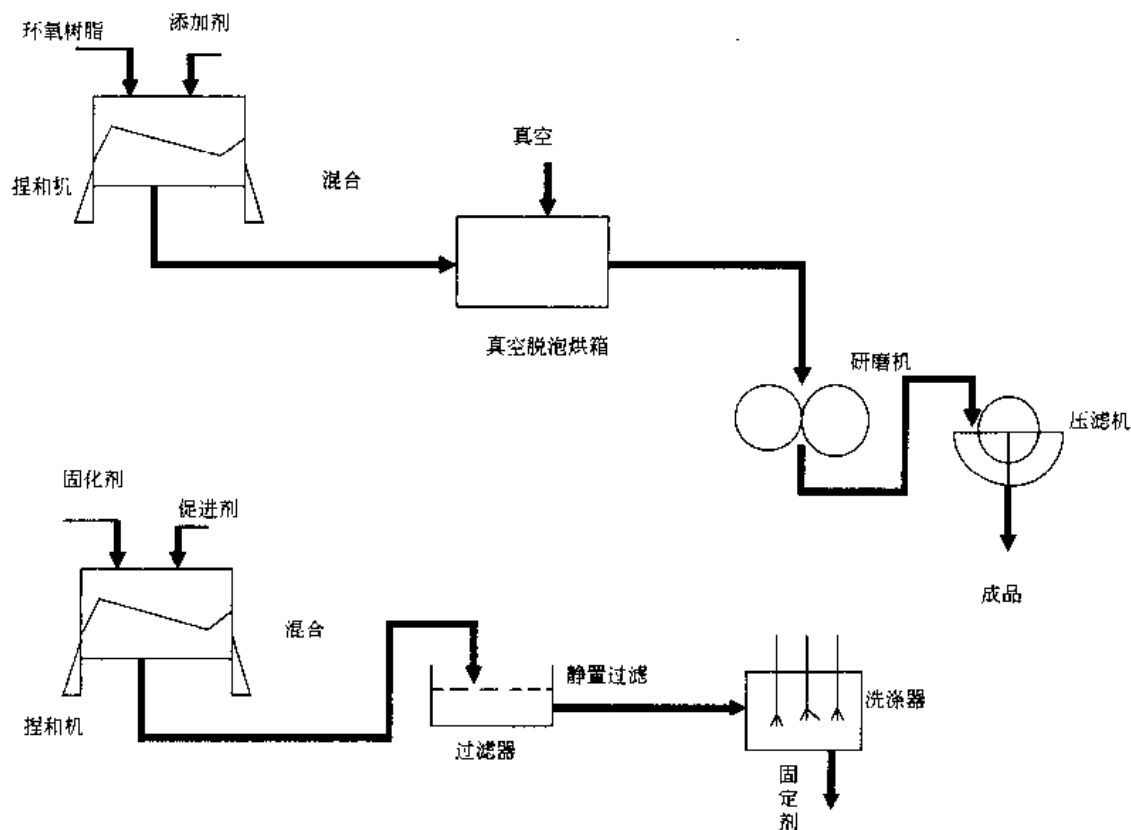 环氧树脂
添加剂
捏和机
混合
真空
真空脱泡烘箱
研磨机
压滤机
成品
固化剂
促进剂
捏和机
混合
过滤器
静置过滤
洗涤器
固定剂